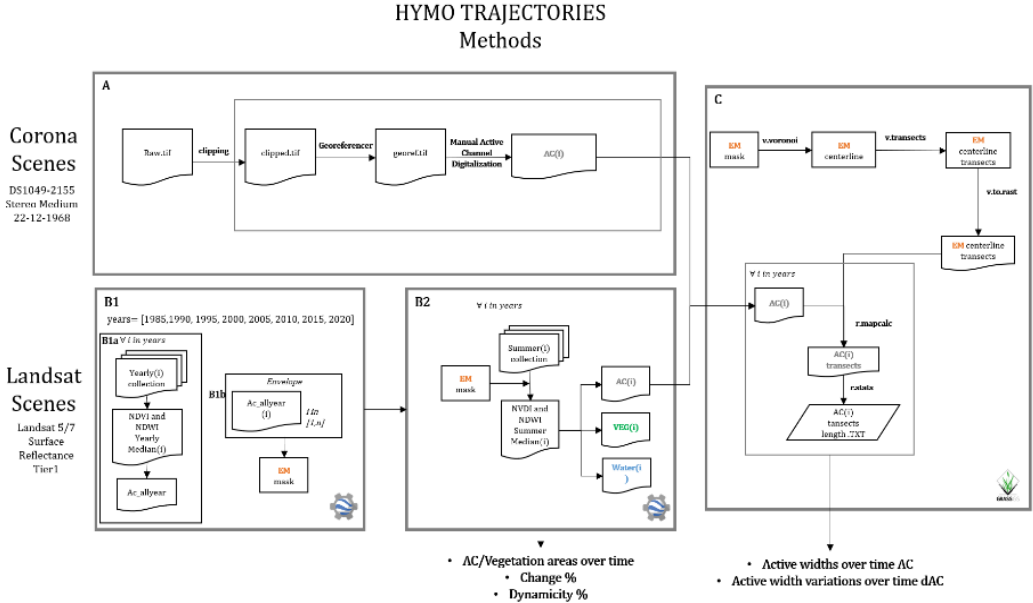 HYMO TRAJECTORIES
Methods
Corona
Scenes
DS1049-2155
Stereo Medium
22-12-1968
A
Raw.tif
clipping
clipped.tif
Georeferencer
georef.tif
Manual Active
Channel
Digitalization
AC(i)
C
EM
mask
v.voronoi
EM
centerline
v.transects
EM
centerline
transects
v.to.rast
EM centerline
transects
∀ i in years
AC(i)
r.mapcalc
AC(i)
transects
r.stats
AC(i)
tansects
length .TXT
GRASS
Landsat
Scenes
Landsat 5/7
Surface
Reflectance
Tier1
B1
years= [1985,1990, 1995, 2000, 2005, 2010, 2015, 2020]
B1a ∀ i in years
Yearly(i)
collection
NDVI and
NDWI
Yearly
Median(i)
Ac_allyear
B1b
Envelope
Ac_allyear
(i)
i in
[1,n]
EM
mask
B2
∀ i in years
Summer(i)
collection
EM
mask
NVDI and
NDWI
Summer
Median(i)
AC(i)
VEG(i)
Water(i
)
• AC/Vegetation areas over time
• Change %
• Dynamicity %
• Active widths over time AC
• Active width variations over time dAC